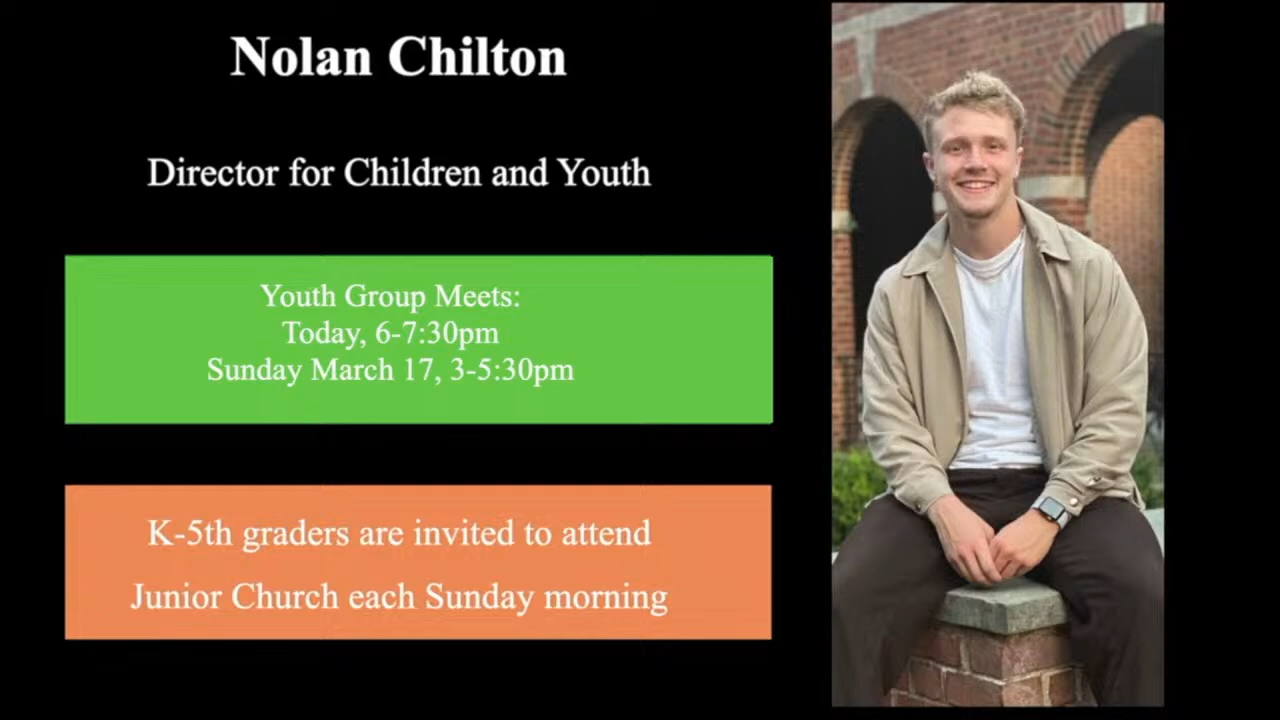 Nolan Chilton
Director for Children and Youth
Youth Group Meets:
Today, 6-7:30pm
Sunday March 17, 3-5:30pm
K-5th graders are invited to attend
Junior Church each Sunday morning